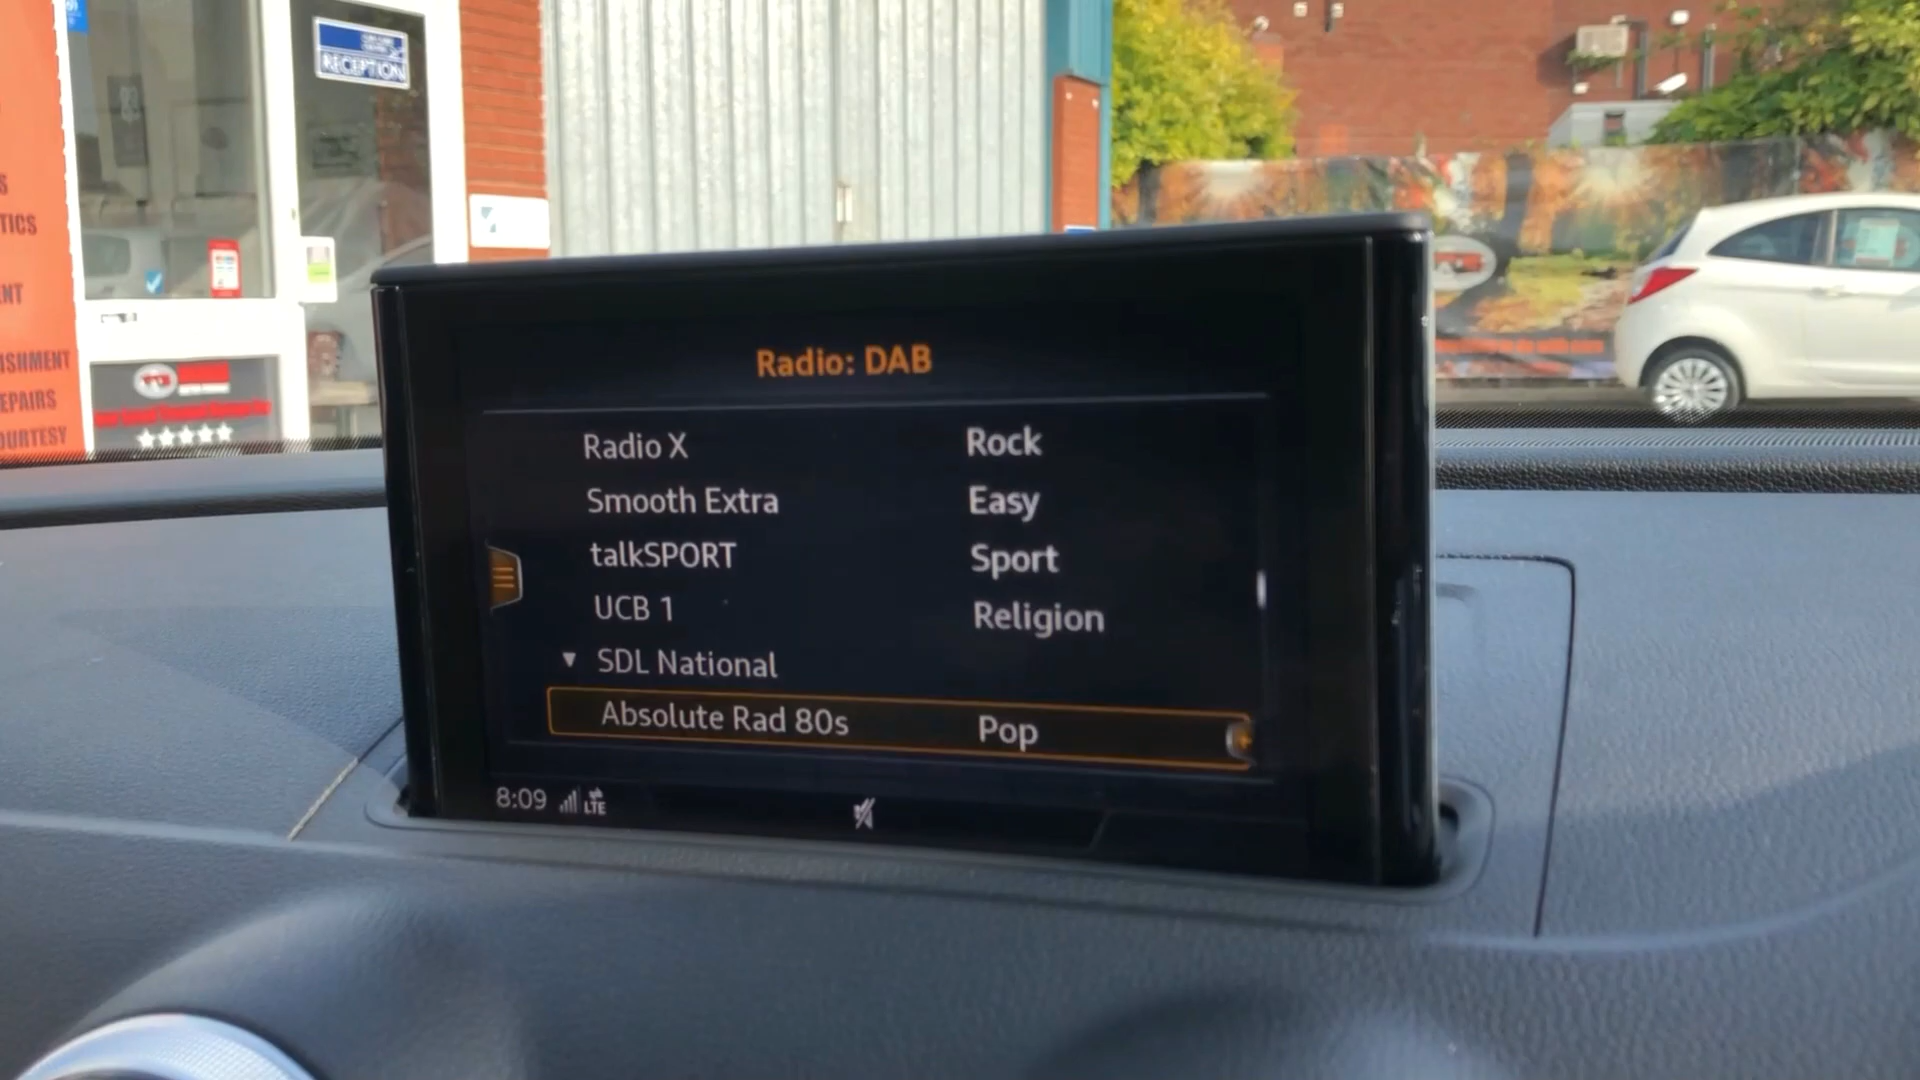 RECEPTION
TICS
NT
ISHMENT
EPAIRS
OURTESY
Radio: DAB
Radio X Rock
Smooth Extra Easy
talkSPORT Sport
UCB 1 Religion
▼ SDL National
Absolute Rad 80s Pop
8:09 LTE